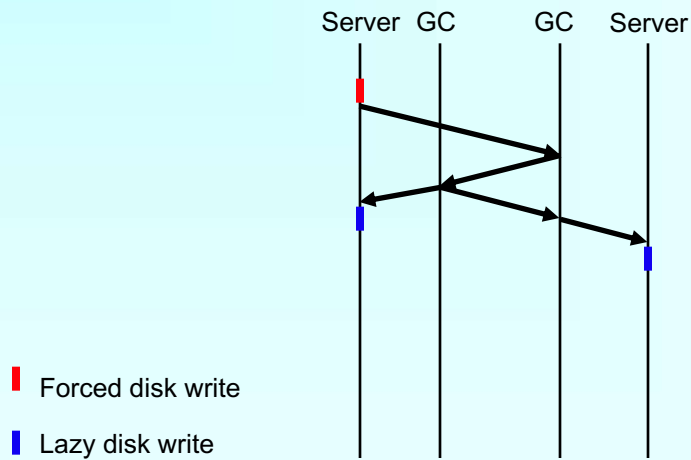 Server GC GC Server
Forced disk write
Lazy disk write